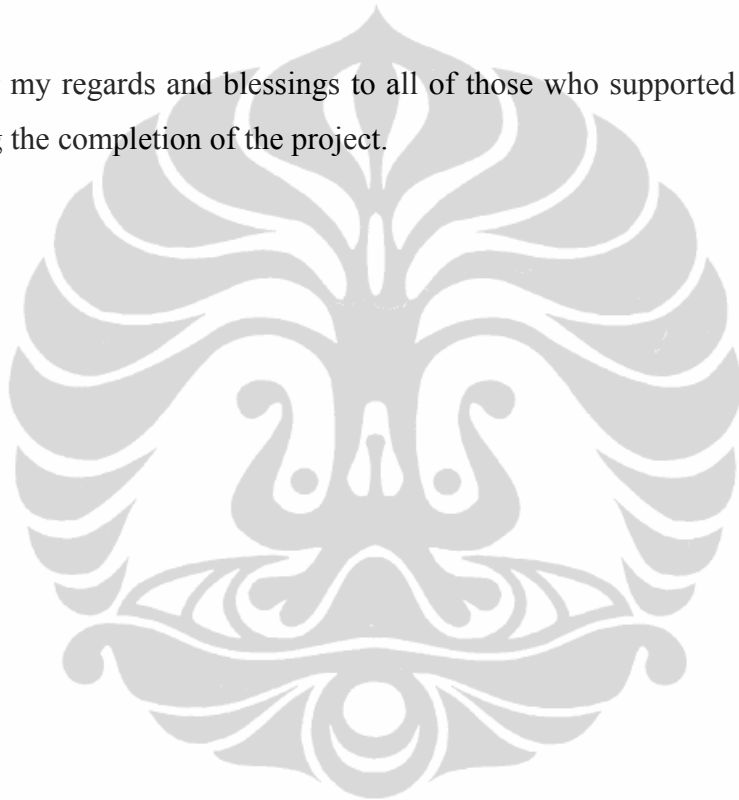 my regards and blessings to all of those who supported
the completion of the project.